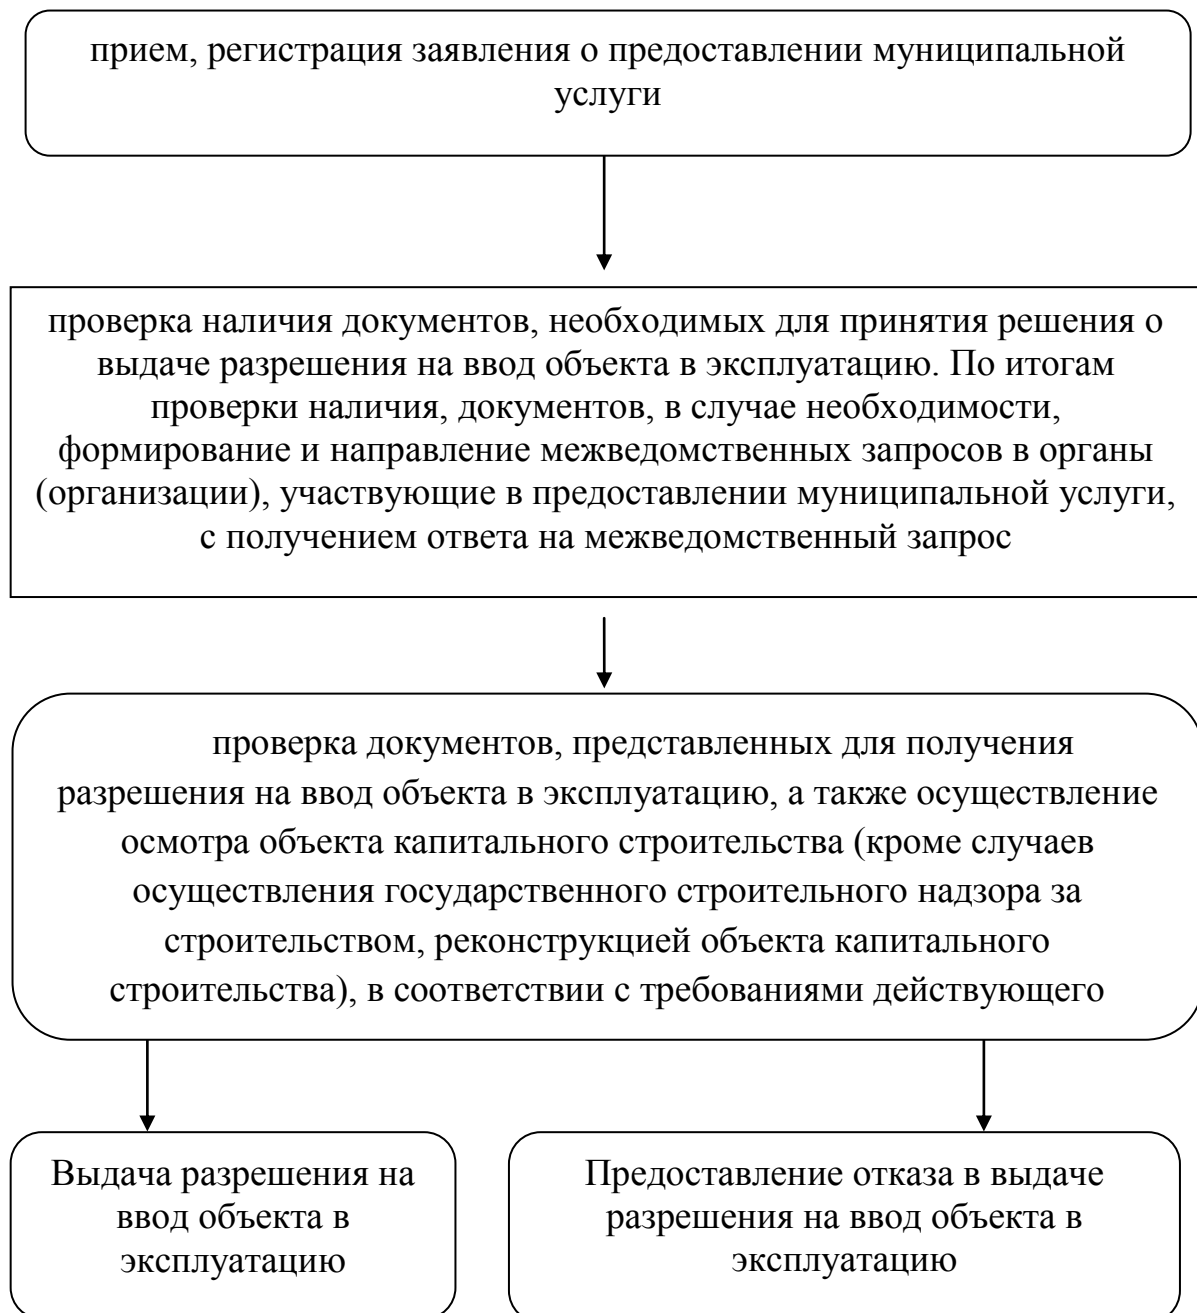 прием, регистрация заявления о предоставлении муниципальной
услуги
проверка наличия документов, необходимых для принятия решения о
выдаче разрешения на ввод объекта в эксплуатацию. По итогам
проверки наличия, документов, в случае необходимости,
формирование и направление межведомственных запросов в органы
(организации), участвующие в предоставлении муниципальной услуги,
с получением ответа на межведомственный запрос
проверка документов, представленных для получения
разрешения на ввод объекта в эксплуатацию, а также осуществление
осмотра объекта капитального строительства (кроме случаев
осуществления государственного строительного надзора за
строительством, реконструкцией объекта капитального
строительства), в соответствии с требованиями действующего
Выдача разрешения на
ввод объекта в
эксплуатацию
Предоставление отказа в выдаче
разрешения на ввод объекта в
эксплуатацию